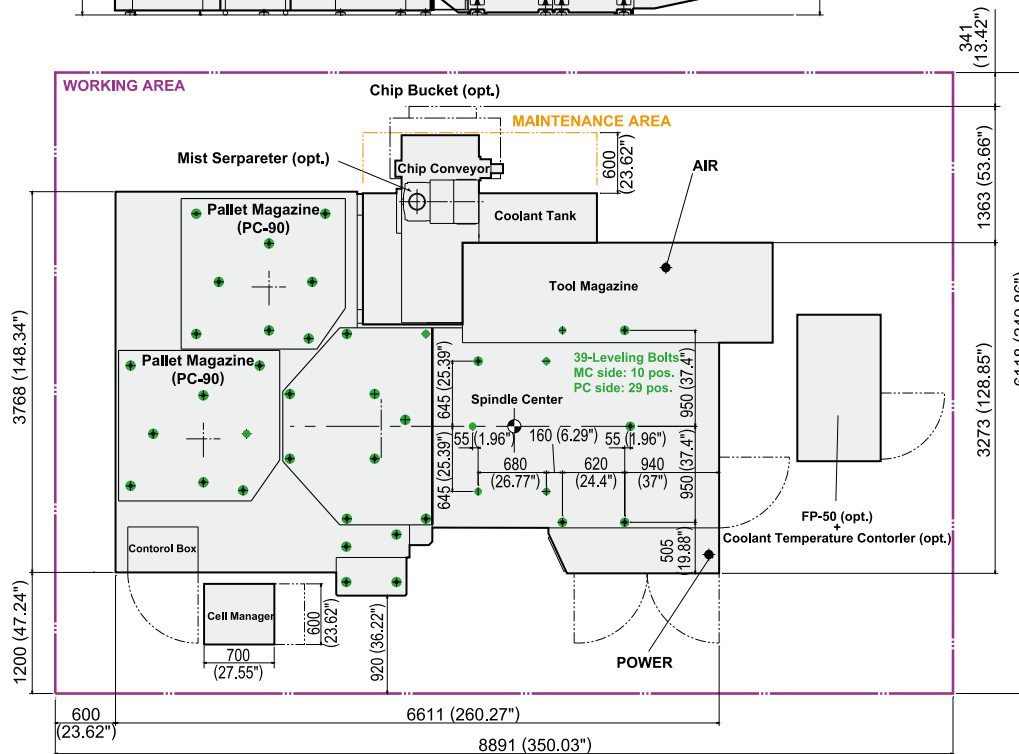 341
(13.42")
WORKING AREA
Chip Bucket (opt.)
MAINTENANCE AREA
Mist Serpareter (opt.)
Chip Conveyor
600
(23.62")
AIR
1363 (53.66")
Pallet Magazine
(PC-90)
Coolant Tank
Tool Magazine
3768 (148.34")
Pallet Magazine
(PC-90)
645 (25.39")
39-Leveling Bolts
MC side: 10 pos.
PC side: 29 pos.
950 (37.4")
Spindle Center
3273 (128.85")
55 (1.96")
160 (6.29")
55 (1.96")
645 (25.39")
680
(26.77")
620
(24.4")
940
(37")
950 (37.4")
FP-50 (opt.)
+
Coolant Temperature Contorler (opt.)
Contorol Box
505
(19.88")
1200 (47.24")
Cell Manager
600
(23.62")
920 (36.22")
700
(27.55")
POWER
600
(23.62")
6611 (260.27")
8891 (350.03")